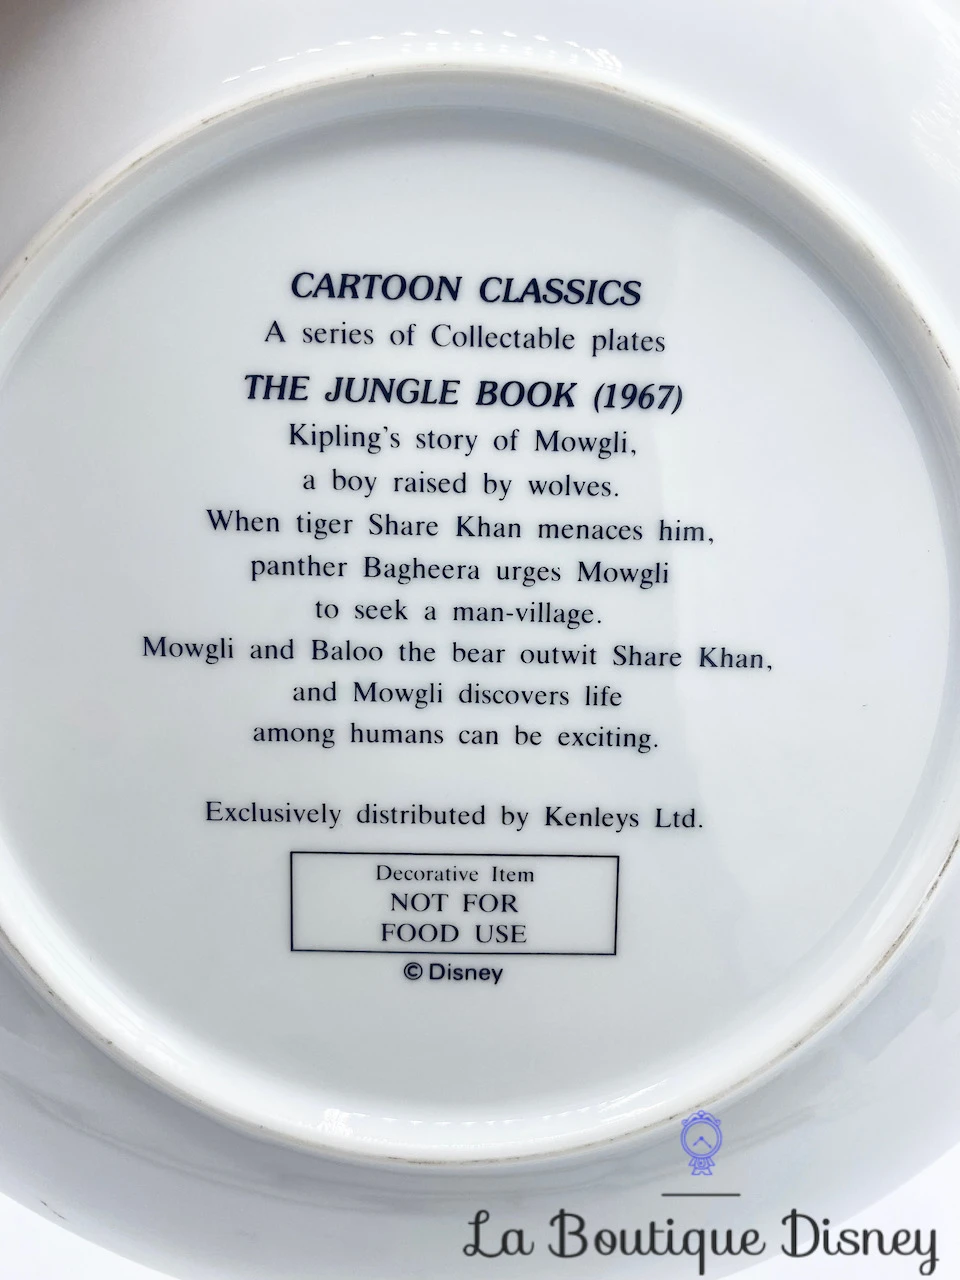 CARTOON CLASSICS
A series of Collectable plates
THE JUNGLE BOOK (1967)
Kipling's story of Mowgli,
a boy raised by wolves.
When tiger Share Khan menaces him,
panther Bagheera urges Mowgli
to seek a man-village.
Mowgli and Baloo the bear outwit Share Khan,
and Mowgli discovers life
among humans can be exciting.
Exclusively distributed by Kenleys Ltd.
Decorative Item
NOT FOR
FOOD USE
© Disney
La Boutique Disney